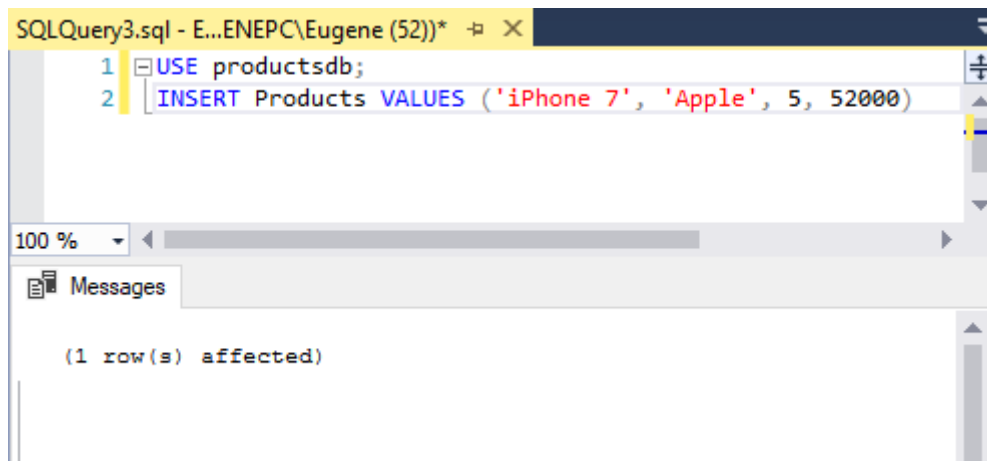 SQLQuery3.sql - E...ENEPC\Eugene (52))*
1 USE productsdb;
2 INSERT Products VALUES ('iPhone 7', 'Apple', 5, 52000)
100 %
Messages
(1 row(s) affected)